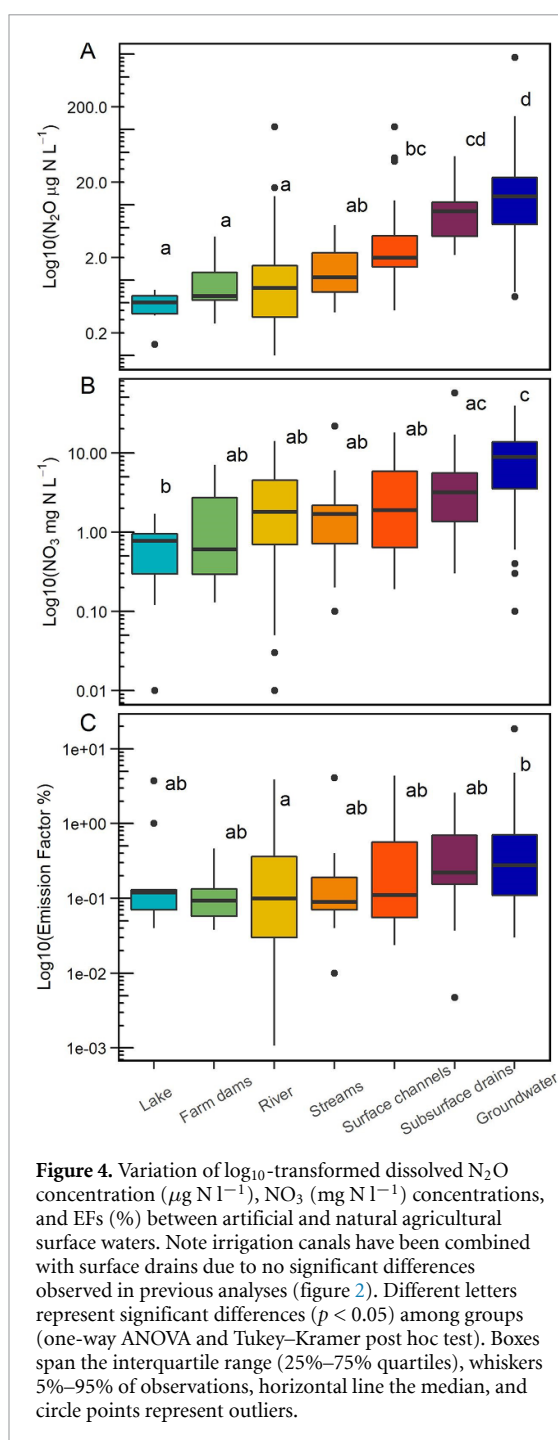 A
Log10(N₂O µg N L⁻¹)
200.0
20.0
2.0
0.2
a
a
a
ab
bc
cd
d
B
Log10(NO₃ mg N L⁻¹)
10.00
1.00
0.10
0.01
b
ab
ab
ab
ab
ac
c
C
Log10(Emission Factor %)
1e+01
1e+00
1e-01
1e-02
1e-03
ab
ab
a
ab
ab
ab
b
Lake
Farm dams
River
Streams
Surface channels
Subsurface drains
Groundwater
Figure 4. Variation of log₁₀-transformed dissolved N₂O
concentration (µg N l⁻¹), NO₃ (mg N l⁻¹) concentrations,
and EFs (%) between artificial and natural agricultural
surface waters. Note irrigation canals have been combined
with surface drains due to no significant differences
observed in previous analyses (figure 2). Different letters
represent significant differences (p < 0.05) among groups
(one-way ANOVA and Tukey–Kramer post hoc test). Boxes
span the interquartile range (25%–75% quartiles), whiskers
5%–95% of observations, horizontal line the median, and
circle points represent outliers.